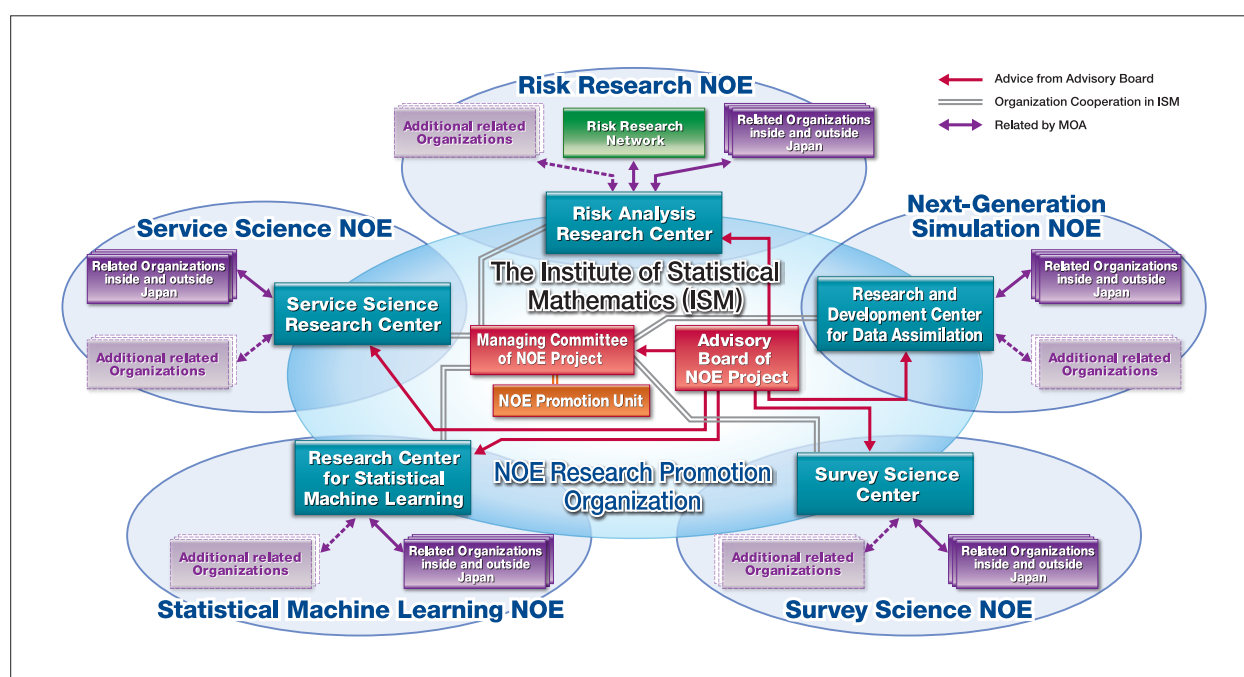 Risk Research NOE
Advice from Advisory Board
Organization Cooperation in ISM
Related by MOA
Additional related
Organizations
Risk Research
Network
Related Organizations
inside and outside
Japan
Risk Analysis
Research Center
Service Science NOE
Related Organizations
inside and outside
Japan
Additional related
Organizations
Service Science
Research Center
Next-Generation
Simulation NOE
Research and
Development Center
for Data Assimilation
Related Organizations
inside and outside
Japan
Additional related
Organizations
The Institute of Statistical
Mathematics (ISM)
Managing Committee
of NOE Project
NOE Promotion Unit
Advisory
Board of
NOE Project
NOE Research Promotion
Organization
Research Center
for Statistical
Machine Learning
Additional related
Organizations
Related Organizations
inside and outside
Japan
Statistical Machine Learning NOE
Survey Science
Center
Additional related
Organizations
Related Organizations
inside and outside
Japan
Survey Science NOE